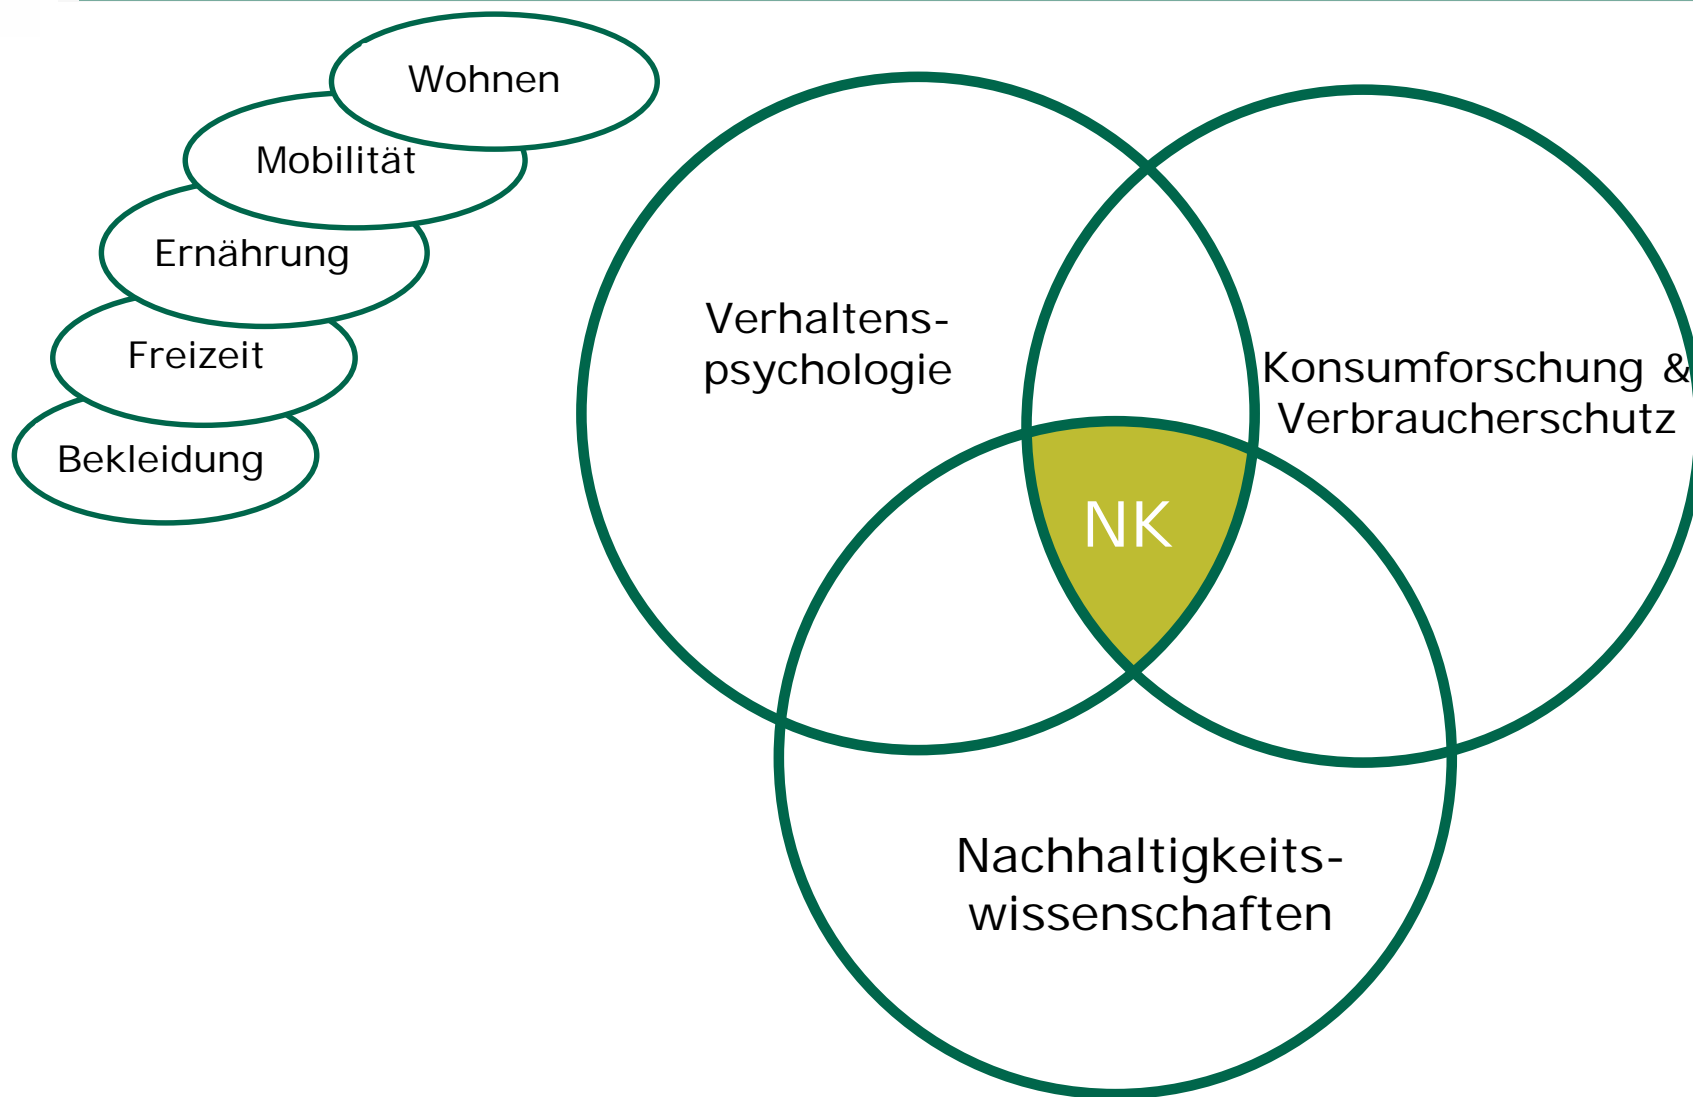 Wohnen
Mobilität
Ernährung
Freizeit
Bekleidung
Verhaltens-
psychologie
Konsumforschung &
Verbraucherschutz
NK
Nachhaltigkeits-
wissenschaften